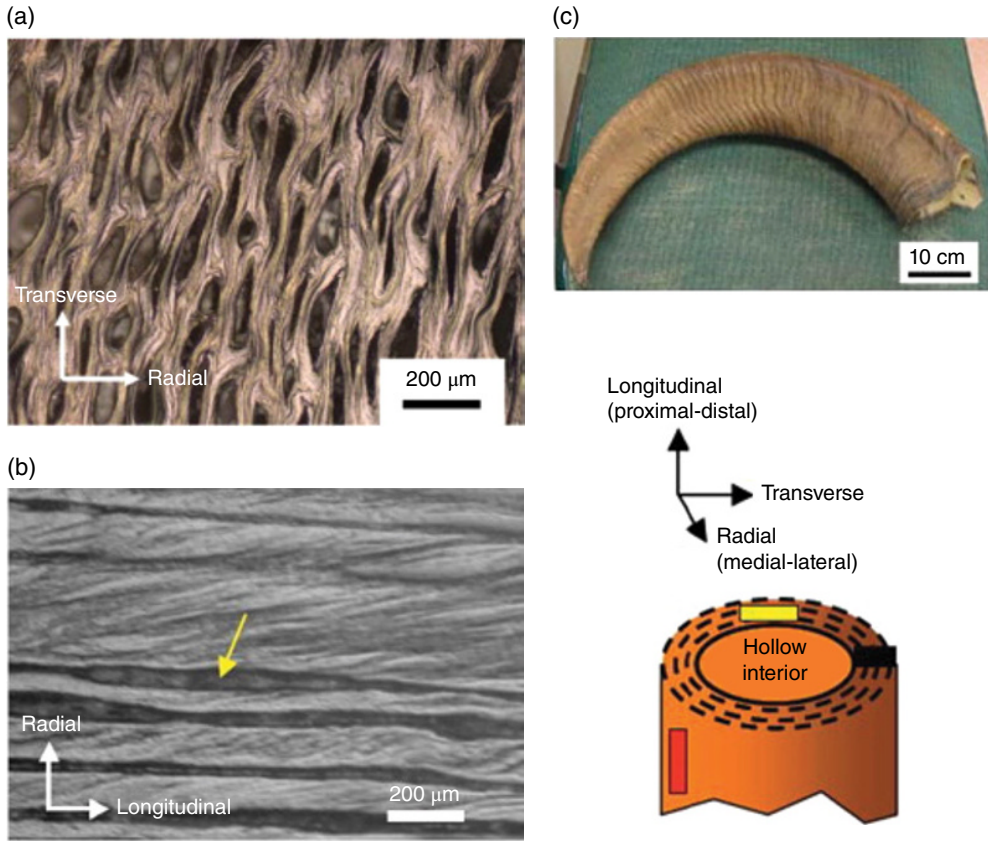 (a)
Transverse
Radial
200 μm
(b)
Radial
Longitudinal
200 μm
(c)
10 cm
Longitudinal
(proximal-distal)
Transverse
Radial
(medial-lateral)
Hollow
interior